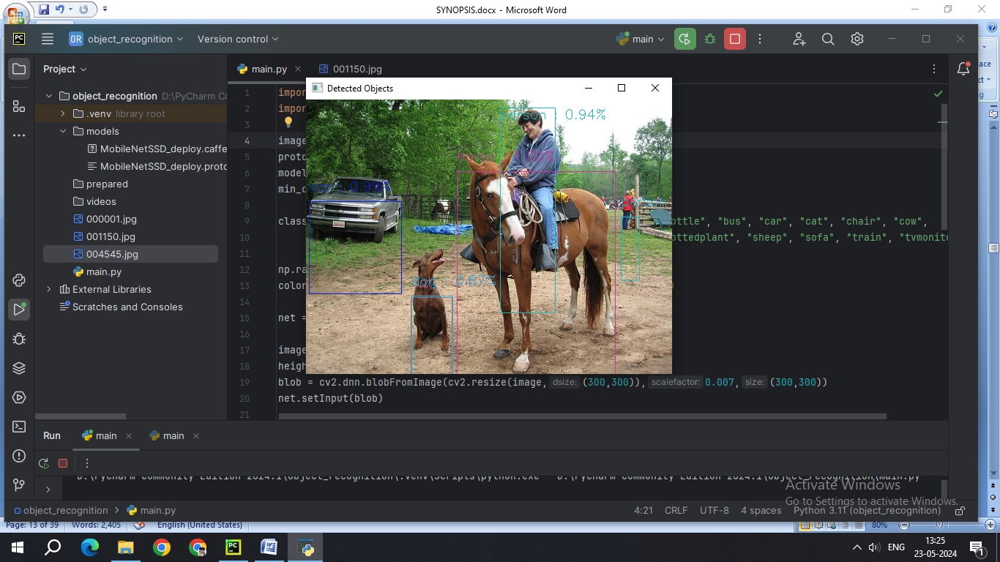 SYNOPSIS.docx - Microsoft Word
PC
OR object_recognition
Version control
main
Project
object_recognition D:\PyCharm Co
.venv library root
models
MobileNetSSD_deploy.caffe
MobileNetSSD_deploy.proto
prepared
videos
000001.jpg
001150.jpg
004545.jpg
main.py
External Libraries
Scratches and Consoles
main.py
001150.jpg
Detected Objects
person : 0.94%
1 impor
2 impor
3
4 image
5 proto
6 model
7 min_c
8
9 class ottle", "bus", "car", "cat", "chair", "cow",
10 ottedplant", "sheep", "sofa", "train", "tvmonito
11
12 np.ra
13 color
14
15 net =
16
17 image
18 heigh
19 blob = cv2.dnn.blobFromImage(cv2.resize(image, dsize: (300,300)), scalefactor: 0.007, size: (300,300))
20 net.setInput(blob)
21
Run
main
main
D:\PyCharm Community Edition 2024.1\object_recognition\.venv\Scripts\python.exe D:\PyCharm Community Edition 2024.1\object_recognition\main.py
Activate Windows
Go to Settings to activate Windows.
object_recognition
main.py
4:21
CRLF
UTF-8
4 spaces
Python 3.11 (object_recognition)
Page: 13 of 39
Words: 2,405
English (United States)
80%
PC
ENG
13:25
23-05-2024
1